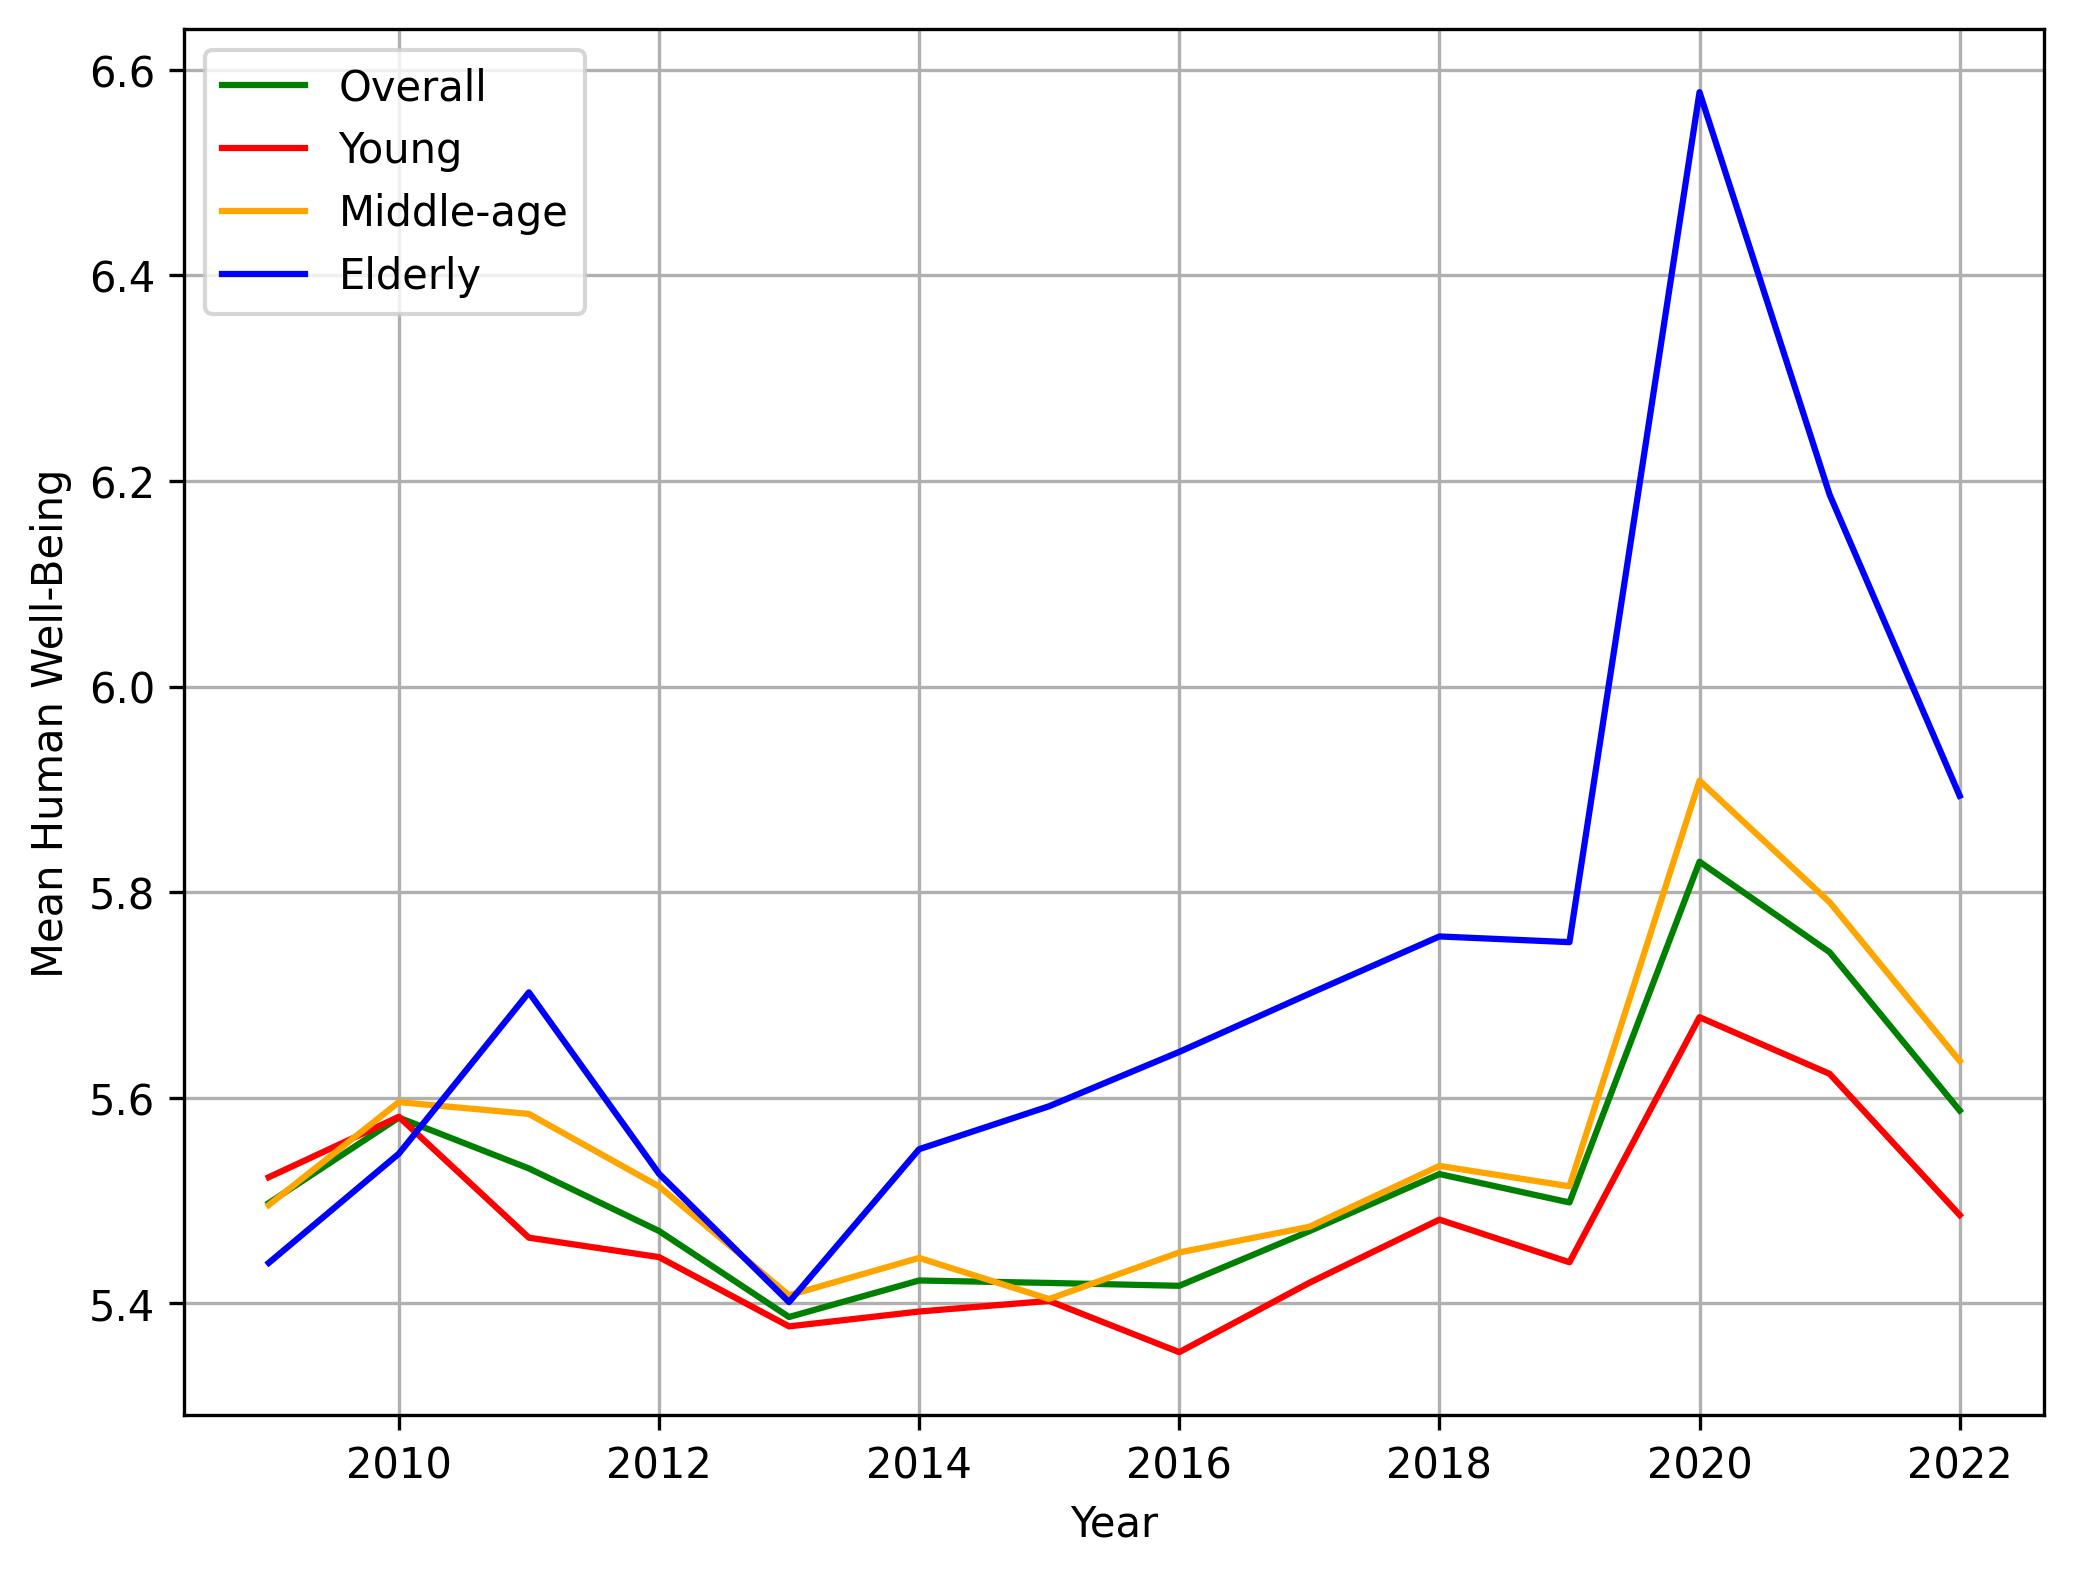 Overall
Young
Middle-age
Elderly
6.6
6.4
6.2
6.0
5.8
5.6
5.4
Mean Human Well-Being
2010 2012 2014 2016 2018 2020 2022
Year